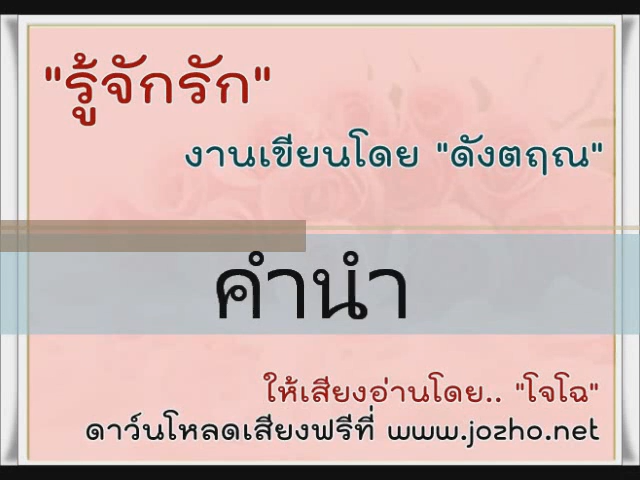 "รู้จักรัก"
งานเขียนโดย "ดังตฤณ"
คำนำ
ให้เสียงอ่านโดย.. "โจโฉ"
ดาว์นโหลดเสียงฟรีที่ www.jozho.net